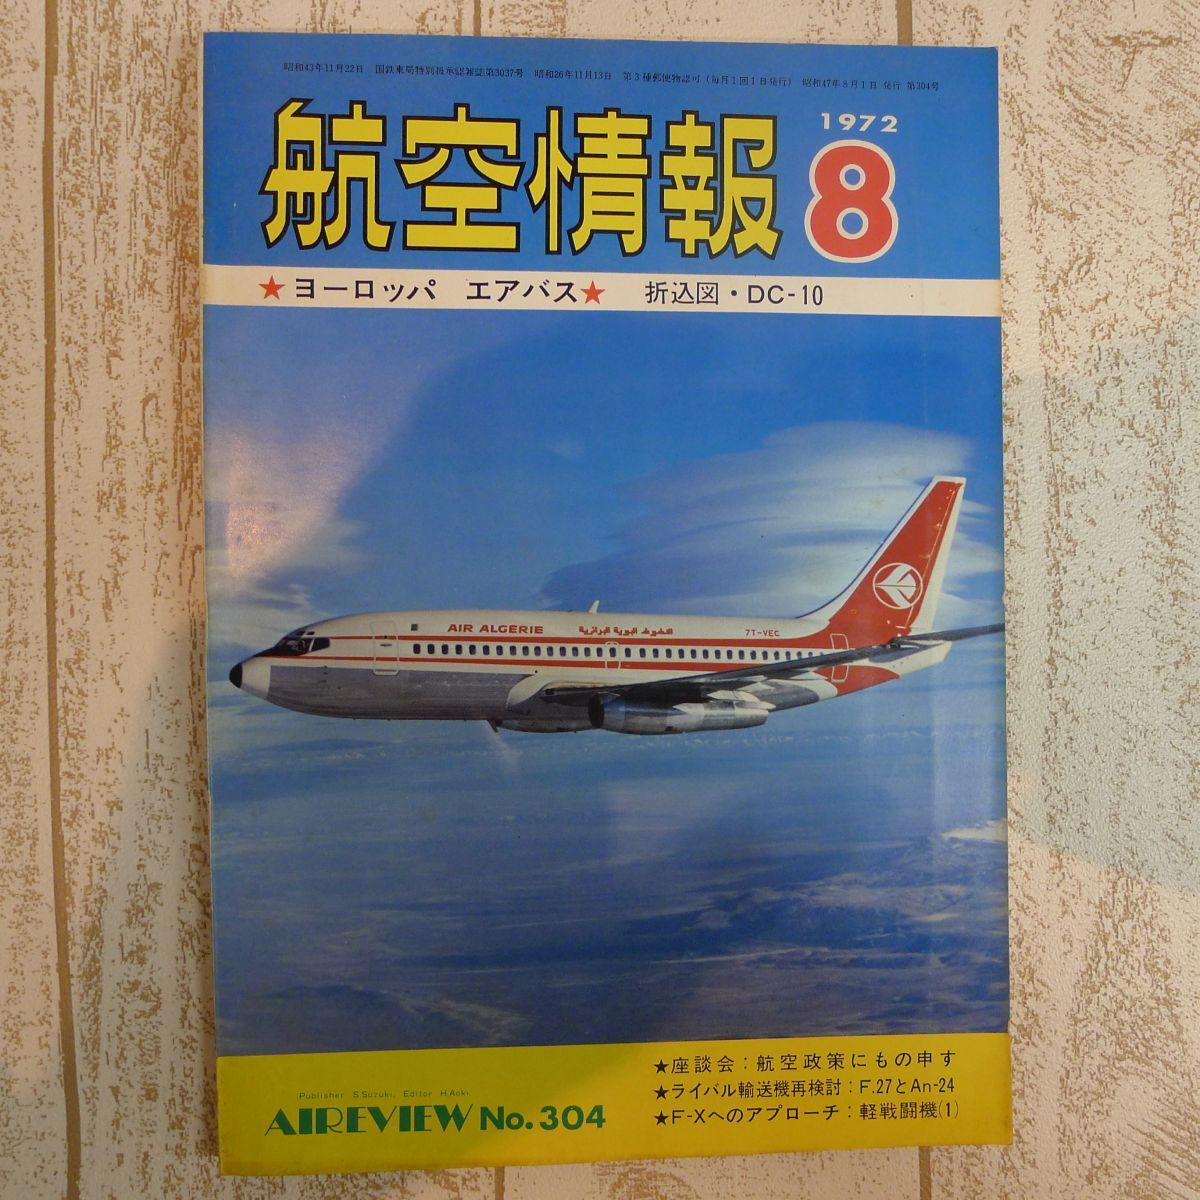 昭和43年11月22日 国鉄東局特別扱承認雑誌第3037号 昭和26年11月13日 第3種郵便物認可(毎月1回1日発行) 昭和47年8月1日 発行 第304号
航空情報
1972
8
★ヨーロッパ エアバス★ 折込図・DC-10
AIR ALGERIE
الخطوط الجوية الجزائرية
7T-VEC
★座談会:航空政策にもの申す
★ライバル輸送機再検討:F.27とAn-24
★F-Xへのアプローチ:軽戦闘機(1)
Publisher S.Suzuki, Editor H.Aoki
AIREVIEW No.304